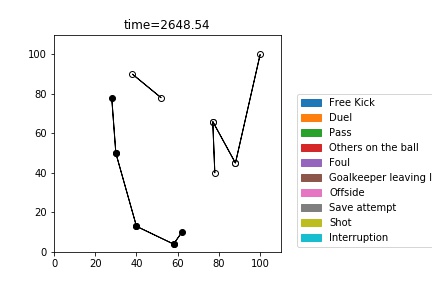 time=2648.54
100
80
60
40
20
0
0 20 40 60 80 100
Free Kick
Duel
Pass
Others on the ball
Foul
Goalkeeper leaving l
Offside
Save attempt
Shot
Interruption